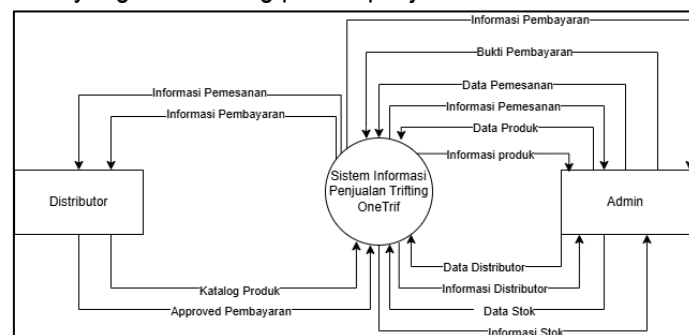 Informasi Pembayaran
Bukti Pembayaran
Data Pemesanan
Informasi Pemesanan
Informasi Pemesanan
Informasi Pembayaran
Data Produk
Informasi produk
Sistem Informasi
Penjualan Trifting
OneTrif
Distributor
Admin
Data Distributor
Katalog Produk
Informasi Distributor
Approved Pembayaran
Data Stok
Informasi Stok